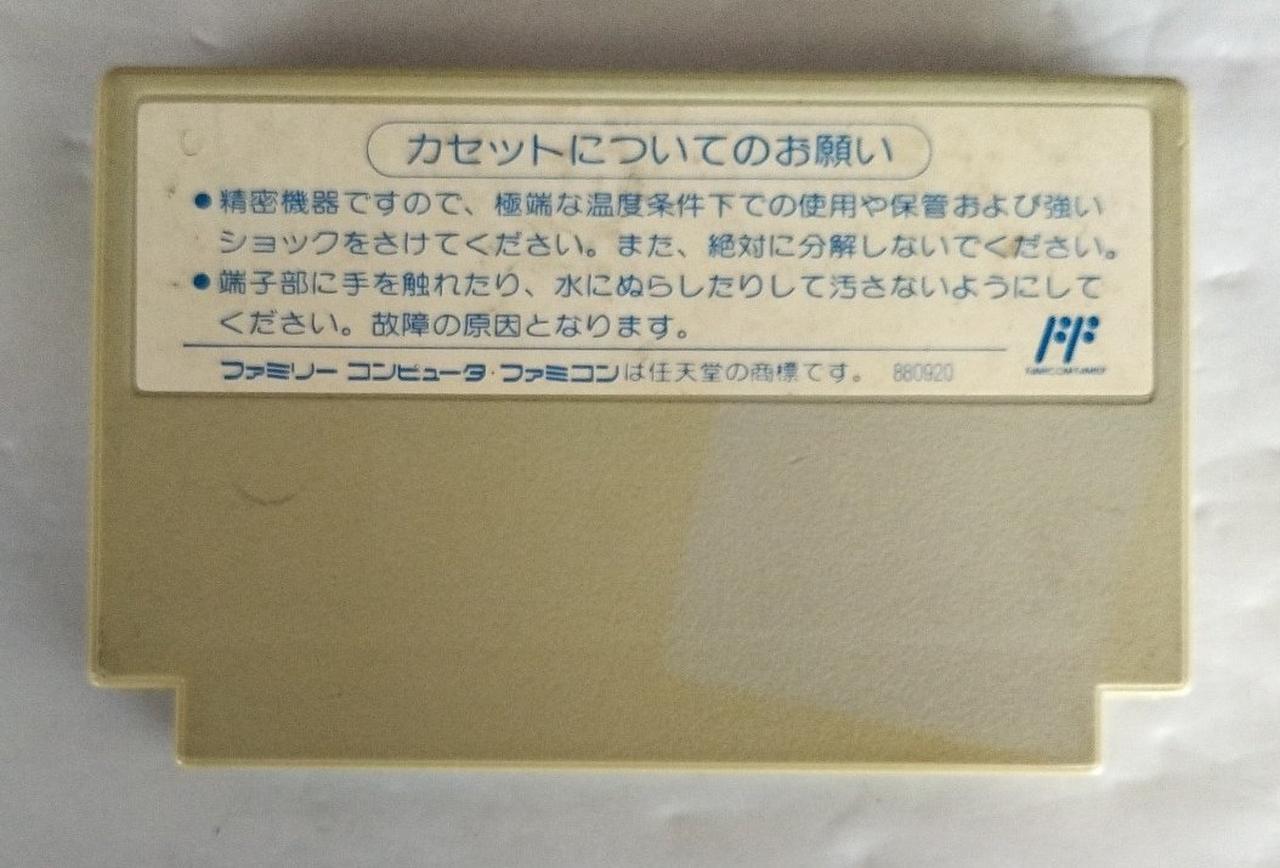 カセットについてのお願い
●精密機器ですので、極端な温度条件下での使用や保管および強い
ショックをさけてください。また、絶対に分解しないでください。
●端子部に手を触れたり、水にぬらしたりして汚さないようにして
ください。故障の原因となります。
ファミリー コンピュータ・ファミコンは任天堂の商標です。 880920
FF
FAMICOM FAMILY